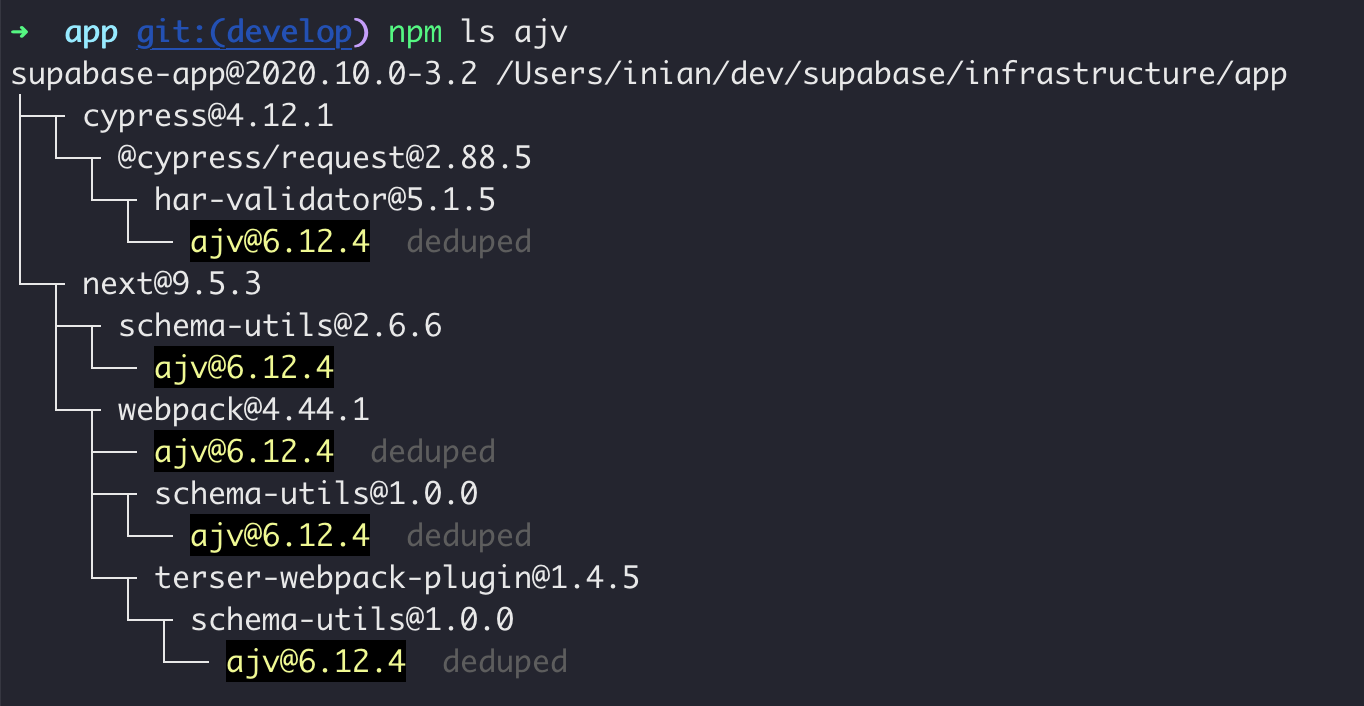 ➜ app git:(develop) npm ls ajv
supabase-app@2020.10.0-3.2 /Users/inian/dev/supabase/infrastructure/app
cypress@4.12.1
@cypress/request@2.88.5
har-validator@5.1.5
ajv@6.12.4 deduped
next@9.5.3
schema-utils@2.6.6
ajv@6.12.4
webpack@4.44.1
ajv@6.12.4 deduped
schema-utils@1.0.0
ajv@6.12.4 deduped
terser-webpack-plugin@1.4.5
schema-utils@1.0.0
ajv@6.12.4 deduped